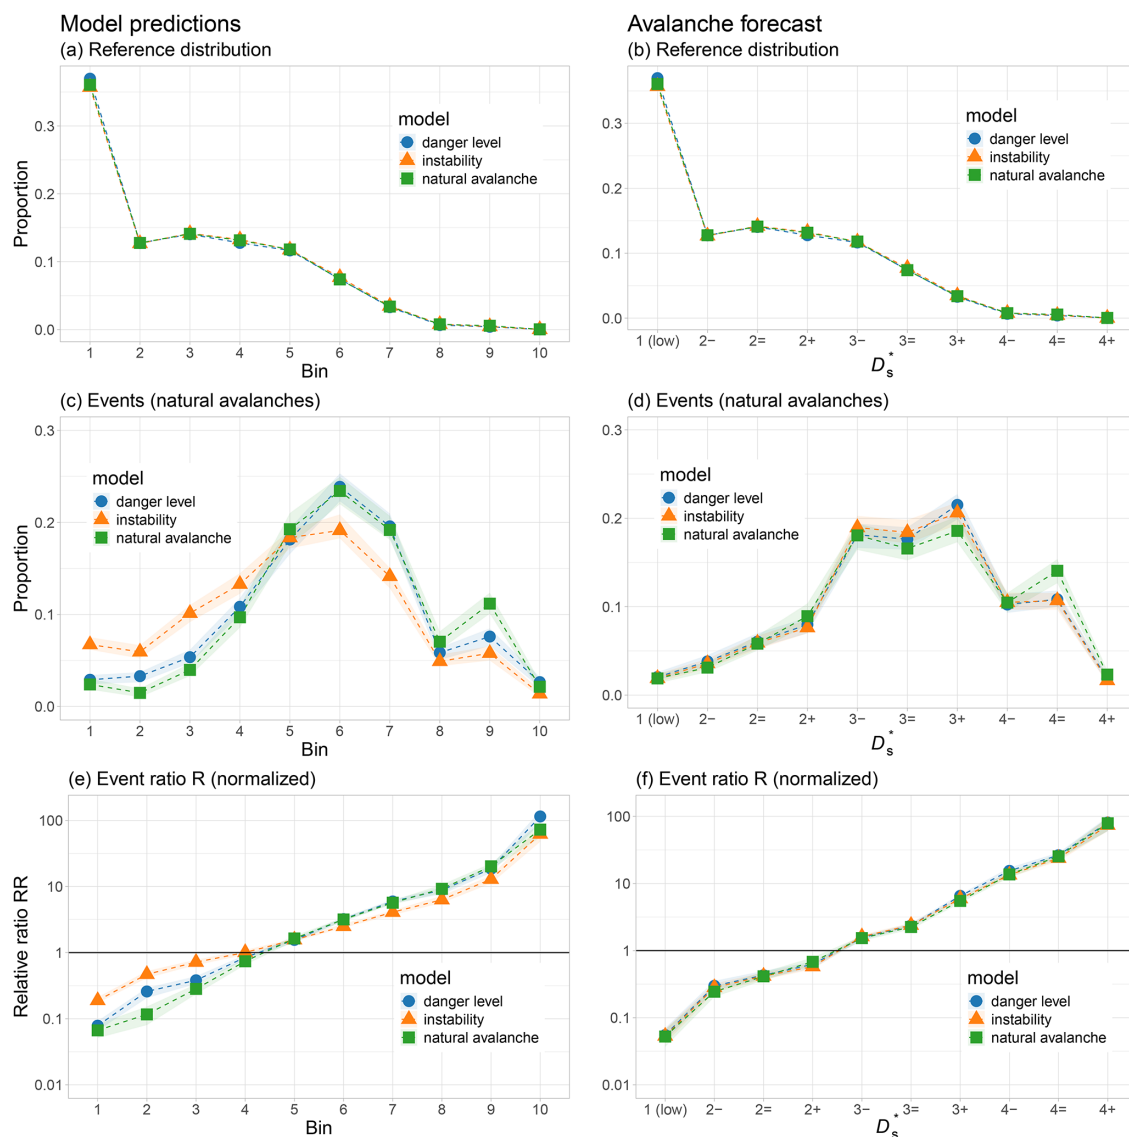 Model predictions
(a) Reference distribution
Proportion
0.3
0.2
0.1
0.0
model
danger level
instability
natural avalanche
1 2 3 4 5 6 7 8 9 10
Bin
Avalanche forecast
(b) Reference distribution
0.3
0.2
0.1
0.0
model
danger level
instability
natural avalanche
1 (low) 2− 2= 2+ 3− 3= 3+ 4− 4= 4+
D*s
(c) Events (natural avalanches)
Proportion
0.3
0.2
0.1
0.0
model
danger level
instability
natural avalanche
1 2 3 4 5 6 7 8 9 10
Bin
(d) Events (natural avalanches)
0.3
0.2
0.1
0.0
model
danger level
instability
natural avalanche
1 (low) 2− 2= 2+ 3− 3= 3+ 4− 4= 4+
D*s
(e) Event ratio R (normalized)
Relative ratio RR
100
10
1
0.1
0.01
model
danger level
instability
natural avalanche
1 2 3 4 5 6 7 8 9 10
Bin
(f) Event ratio R (normalized)
100
10
1
0.1
0.01
model
danger level
instability
natural avalanche
1 (low) 2− 2= 2+ 3− 3= 3+ 4− 4= 4+
D*s